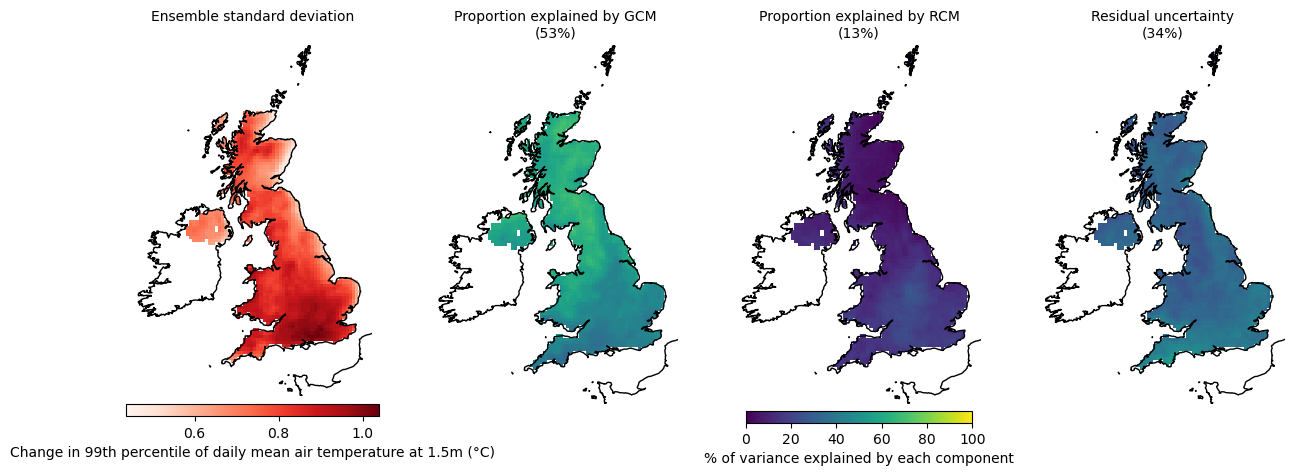 Ensemble standard deviation
Proportion explained by GCM
(53%)
Proportion explained by RCM
(13%)
Residual uncertainty
(34%)
0.6 0.8 1.0
Change in 99th percentile of daily mean air temperature at 1.5m (°C)
0 20 40 60 80 100
% of variance explained by each component